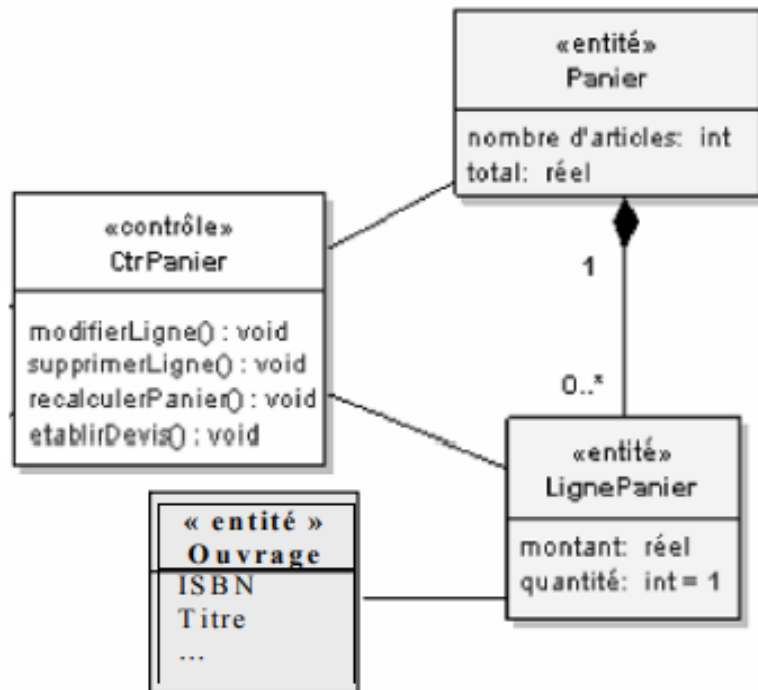 «entité»
Panier
nombre d'articles: int
total: réel
«contrôle»
CtrPanier
modifierLigne() : void
supprimerLigne() : void
recalculerPanier() : void
etablirDevis() : void
1
0..*
«entité»
LignePanier
montant: réel
quantité: int = 1
« entité »
Ouvrage
ISBN
Titre
...